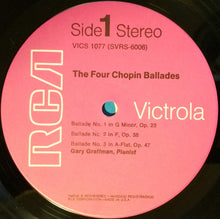 Side 1 Stereo
VICS 1077 (SVRS-6008)
The Four Chopin Ballades
RCA
Victrola
Ballade No. 1 in G Minor, Op. 23
Ballade No. 2 in F, Op. 38
Ballade No. 3 in A-Flat, Op. 47
Gary Graffman, Pianist